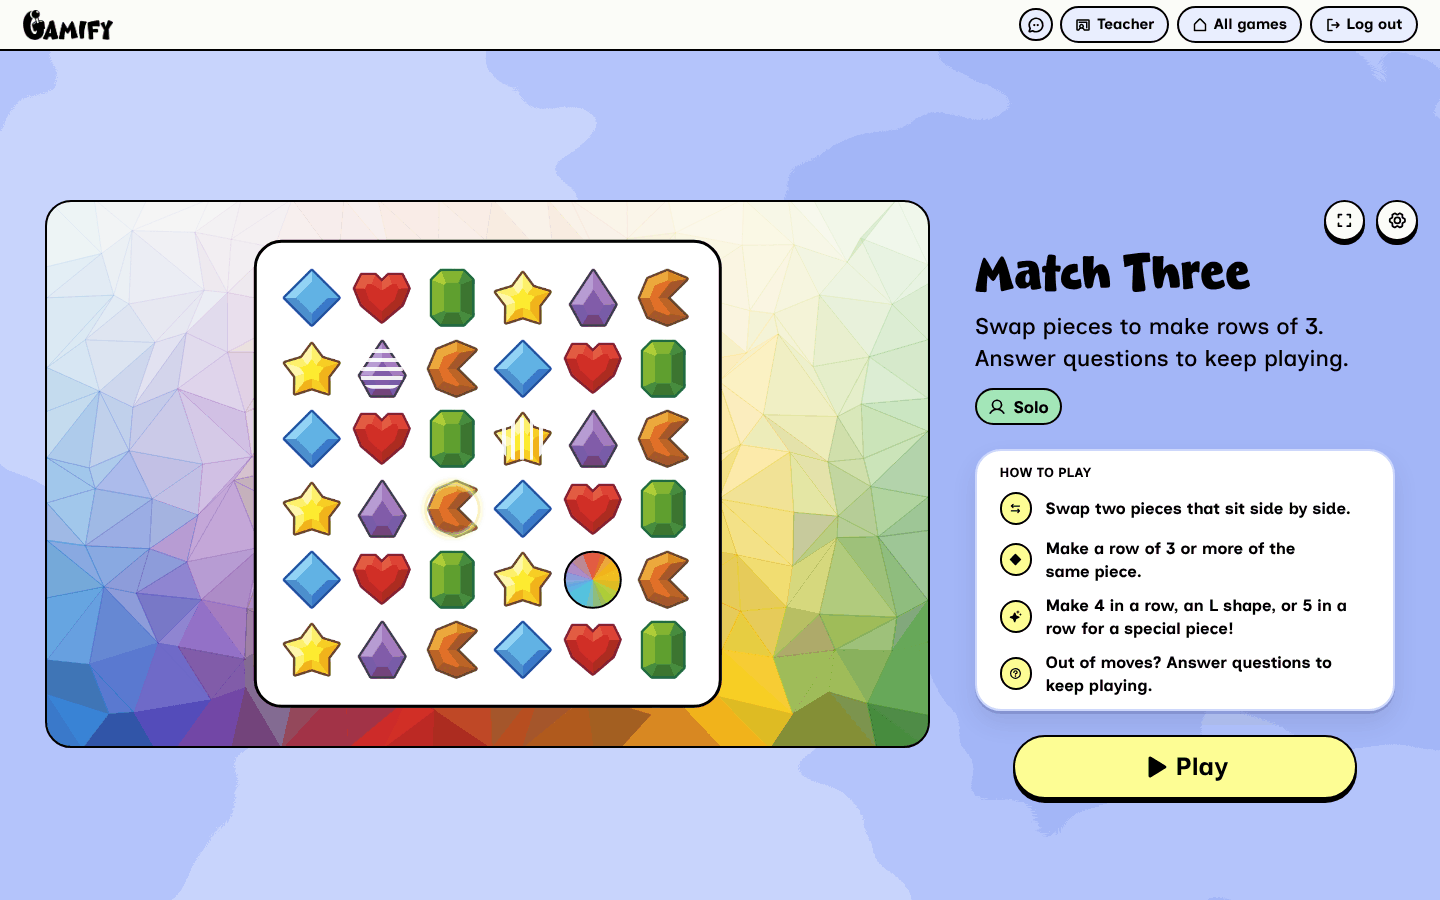 GAMIFY
Teacher
All games
Log out
Match Three
Swap pieces to make rows of 3.
Answer questions to keep playing.
Solo
HOW TO PLAY
Swap two pieces that sit side by side.
Make a row of 3 or more of the
same piece.
Make 4 in a row, an L shape, or 5 in a
row for a special piece!
Out of moves? Answer questions to
keep playing.
Play